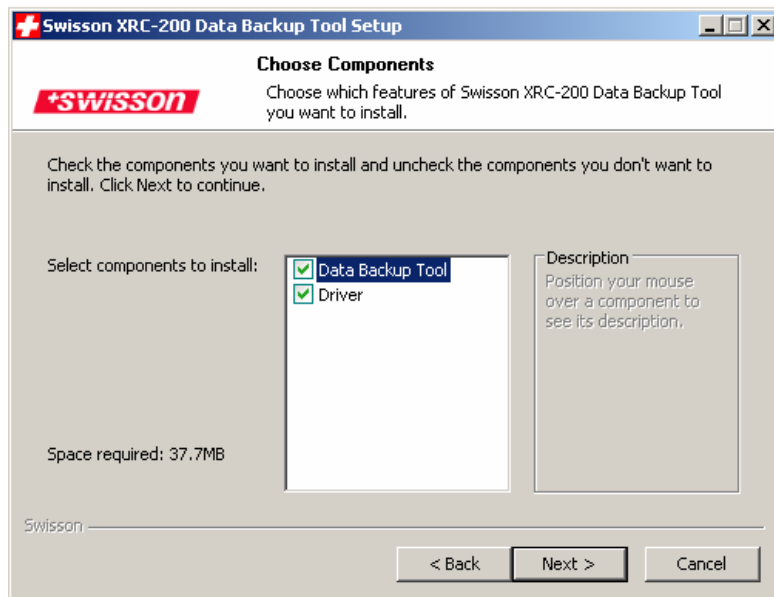 Swisson XRC-200 Data Backup Tool Setup
Choose Components
+swisson
Choose which features of Swisson XRC-200 Data Backup Tool
you want to install.
Check the components you want to install and uncheck the components you don't want to
install. Click Next to continue.
Select components to install:
Data Backup Tool
Driver
Description
Position your mouse
over a component to
see its description.
Space required: 37.7MB
Swisson
< Back
Next >
Cancel